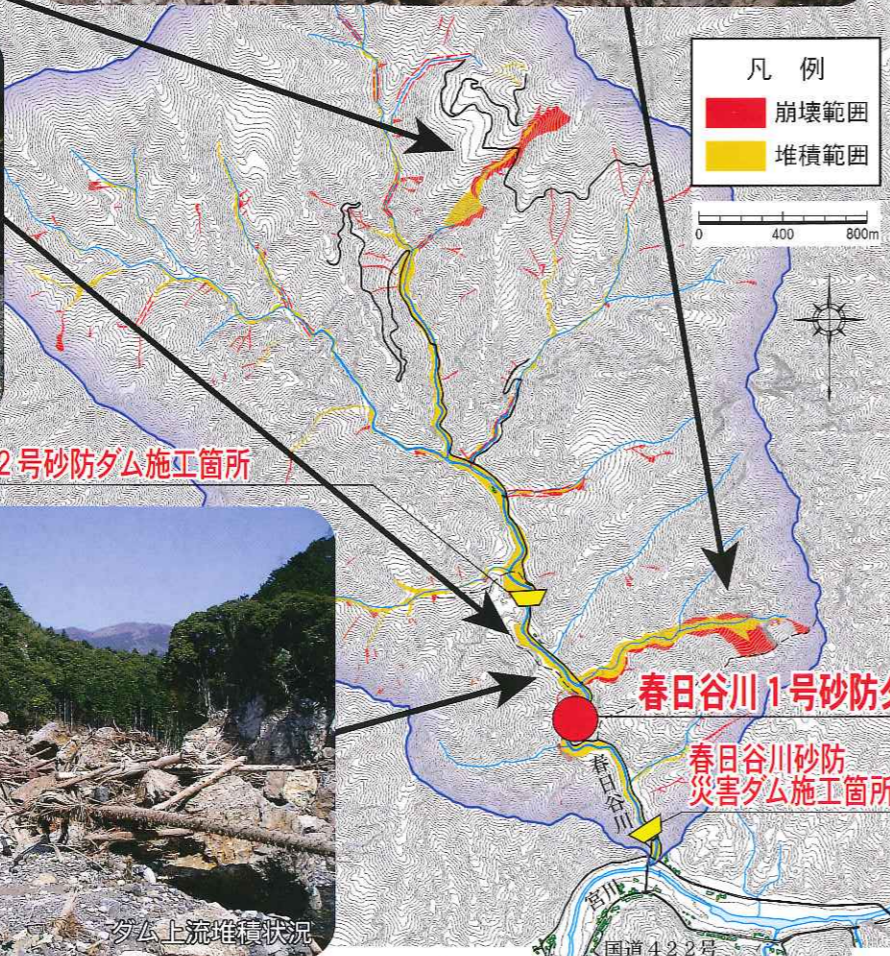 凡 例
崩壊範囲
堆積範囲
0 400 800m
2号砂防ダム施工箇所
春日谷川1号砂防
春日谷川砂防
災害ダム施工箇所
春日谷川
宮川
国道422号
ダム上流堆積状況